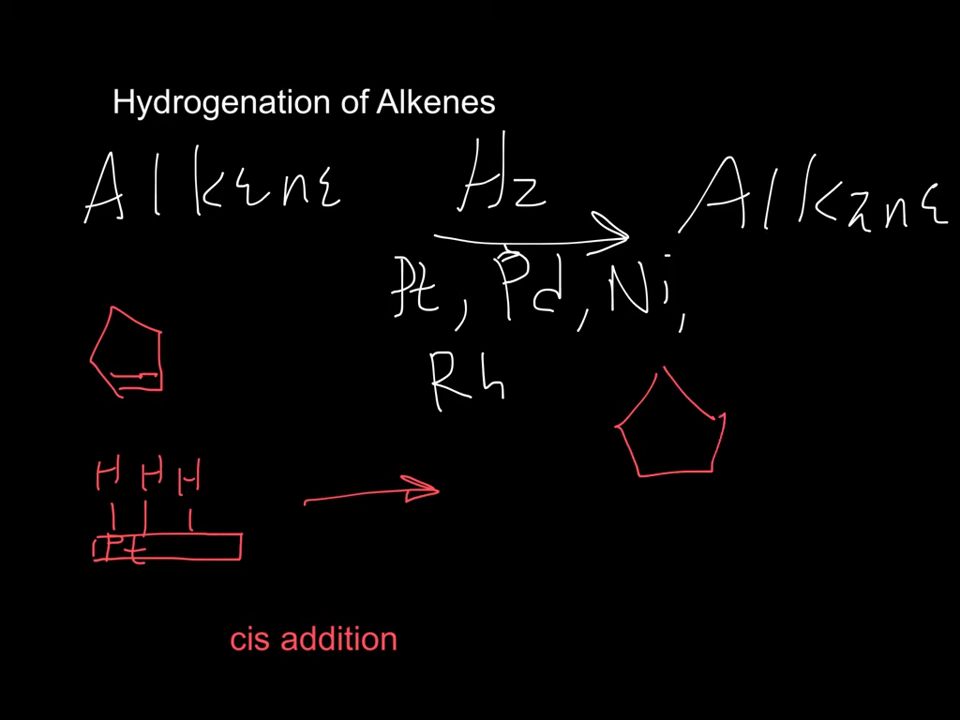 Hydrogenation of Alkenes
Alkene H2 Alkane
Pt, Pd, Ni,
Rh
H H H
Pt
cis addition